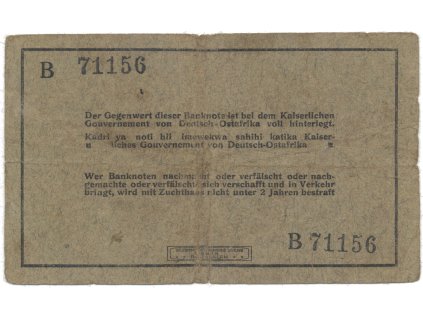 B 71156
Der Gegenwert dieser Banknote ist bei dem Kaiserlichen
Gouvernement von Deutsch-Ostafrika voll hinterlegt.
Kadri ya noti hii imewekwa sahihi katika Kaiser-
liches Gouvernement von Deutsch-Ostafrika
Wer Banknoten nachmacht oder verfälscht oder nach-
gemachte oder verfälschte sich verschafft und in Verkehr
bringt, wird mit Zuchthaus nicht unter 2 Jahren bestraft
B 71156